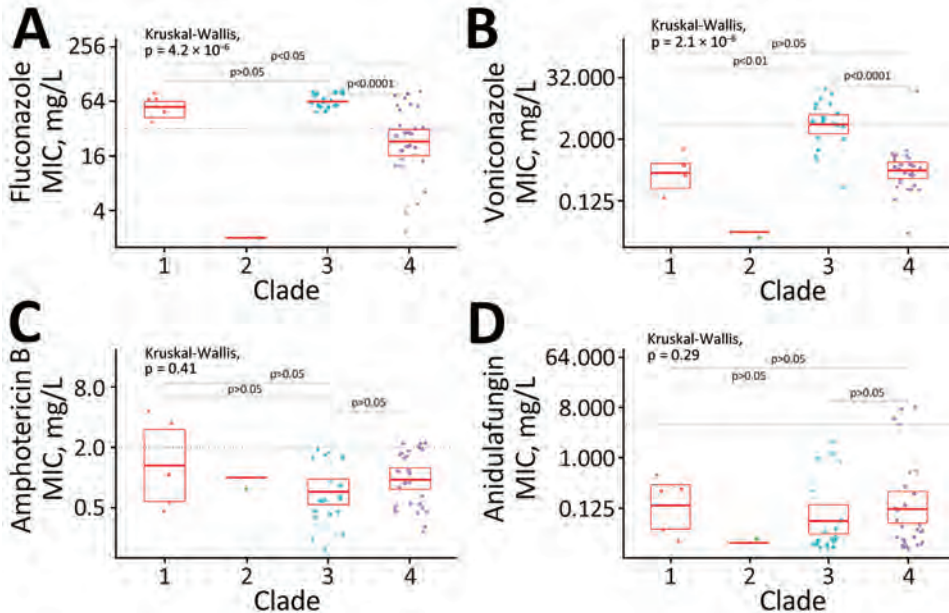 A
Kruskal-Wallis,
p = 4.2 × 10⁻⁶
p<0.05
p>0.05
p<0.0001
256
64
16
4
Fluconazole
MIC, mg/L
1 2 3 4
Clade
B
Kruskal-Wallis,
p = 2.1 × 10⁻⁶
p>0.05
p<0.01
p<0.0001
32.000
2.000
0.125
Voniconazole
MIC, mg/L
1 2 3 4
Clade
C
Kruskal-Wallis,
p = 0.41
p>0.05
p>0.05
p>0.05
8.0
2.0
0.5
Amphotericin B
MIC, mg/L
1 2 3 4
Clade
D
Kruskal-Wallis,
p = 0.29
p>0.05
p>0.05
p>0.05
64.000
8.000
1.000
0.125
Anidulafungin
MIC, mg/L
1 2 3 4
Clade